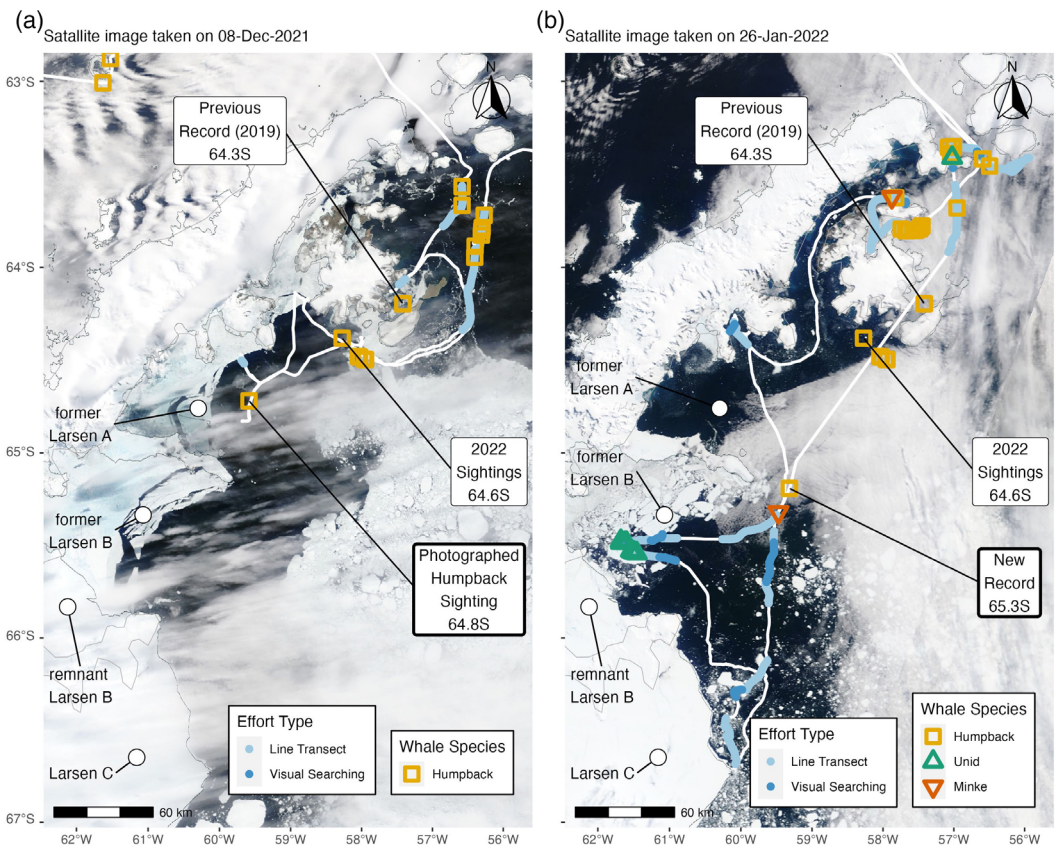 (a)
Satallite image taken on 08-Dec-2021
N
63°S
64°S
65°S
66°S
67°S
Previous
Record (2019)
64.3S
former
Larsen A
2022
Sightings
64.6S
former
Larsen B
Photographed
Humpback
Sighting
64.8S
remnant
Larsen B
Larsen C
Effort Type
Line Transect
Visual Searching
Whale Species
Humpback
60 km
62°W
61°W
60°W
59°W
58°W
57°W
56°W
(b)
Satallite image taken on 26-Jan-2022
N
Previous
Record (2019)
64.3S
former
Larsen A
former
Larsen B
2022
Sightings
64.6S
New
Record
65.3S
remnant
Larsen B
Larsen C
Effort Type
Line Transect
Visual Searching
Whale Species
Humpback
Unid
Minke
60 km
62°W
61°W
60°W
59°W
58°W
57°W
56°W